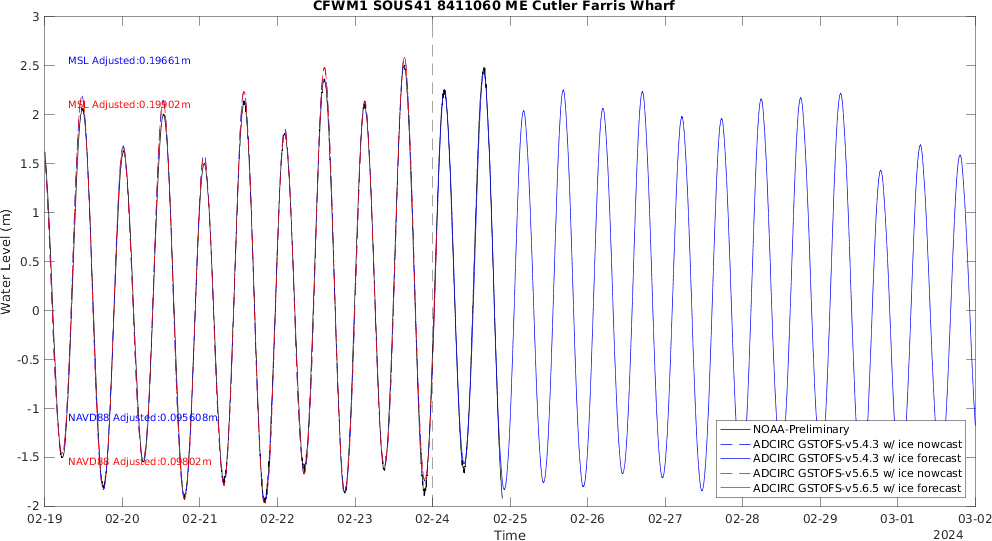 CFWM1 SOUS41 8411060 ME Cutler Farris Wharf
3
2.5
2
1.5
1
0.5
0
-0.5
-1
-1.5
-2
Water Level (m)
MSL Adjusted:0.19661m
MSL Adjusted:0.19902m
NAVD88 Adjusted:0.095608m
NAVD88 Adjusted:0.09802m
NOAA-Preliminary
ADCIRC GSTOFS-v5.4.3 w/ ice nowcast
ADCIRC GSTOFS-v5.4.3 w/ ice forecast
ADCIRC GSTOFS-v5.6.5 w/ ice nowcast
ADCIRC GSTOFS-v5.6.5 w/ ice forecast
02-19 02-20 02-21 02-22 02-23 02-24 02-25 02-26 02-27 02-28 02-29 03-01 03-02
Time
2024